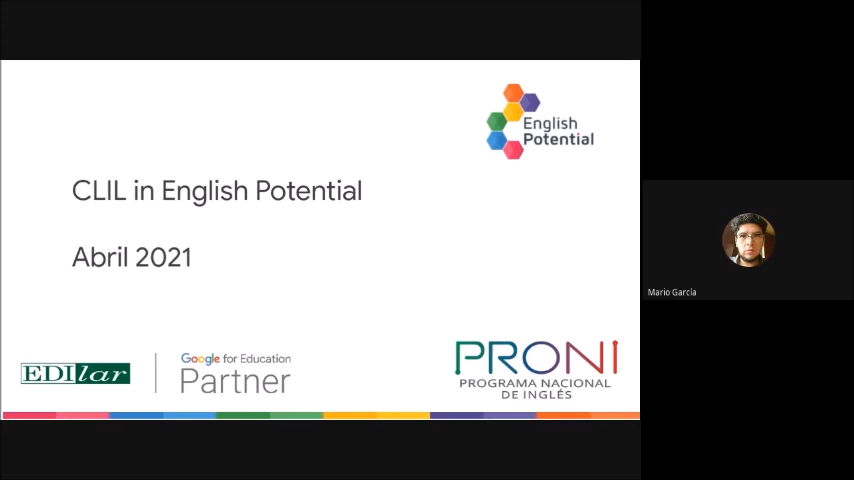 English
Potential
CLIL in English Potential
Abril 2021
Mario García
EDIlar
Google for Education
Partner
PRONI
PROGRAMA NACIONAL
DE INGLÉS